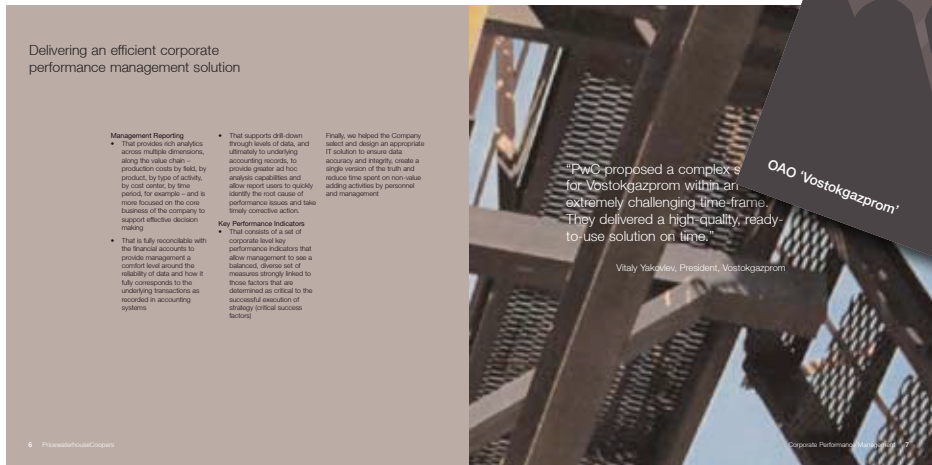 Delivering an efficient corporate
performance management solution
Management Reporting
• That provides rich analytics
across multiple dimensions,
along the value chain –
production costs by field, by
product, by type of activity,
by cost center, by time
period, for example – and is
more focused on the core
business of the company to
support effective decision
making
• That is fully reconcilable with
the financial accounts to
provide management a
comfort level around the
reliability of data and how it
fully corresponds to the
underlying transactions as
recorded in accounting
systems
• That supports drill-down
through levels of data, and
ultimately to underlying
accounting records, to
provide greater ad hoc
analysis capabilities and
allow report users to quickly
identify the root cause of
performance issues and take
timely corrective action.
Key Performance Indicators
• That consists of a set of
corporate level key
performance indicators that
allow management to see a
balanced, diverse set of
measures strongly linked to
those factors that are
determined as critical to the
successful execution of
strategy (critical success
factors)
Finally, we helped the Company
select and design an appropriate
IT solution to ensure data
accuracy and integrity, create a
single version of the truth and
reduce time spent on non-value
adding activities by personnel
and management
6 PricewaterhouseCoopers
OAO ‘Vostokgazprom’
“PwC proposed a complex
for Vostokgazprom within an
extremely challenging time-frame.
They delivered a high-quality, ready-
to-use solution on time.”
Vitaly Yakovlev, President, Vostokgazprom
Corporate Performance Management 7